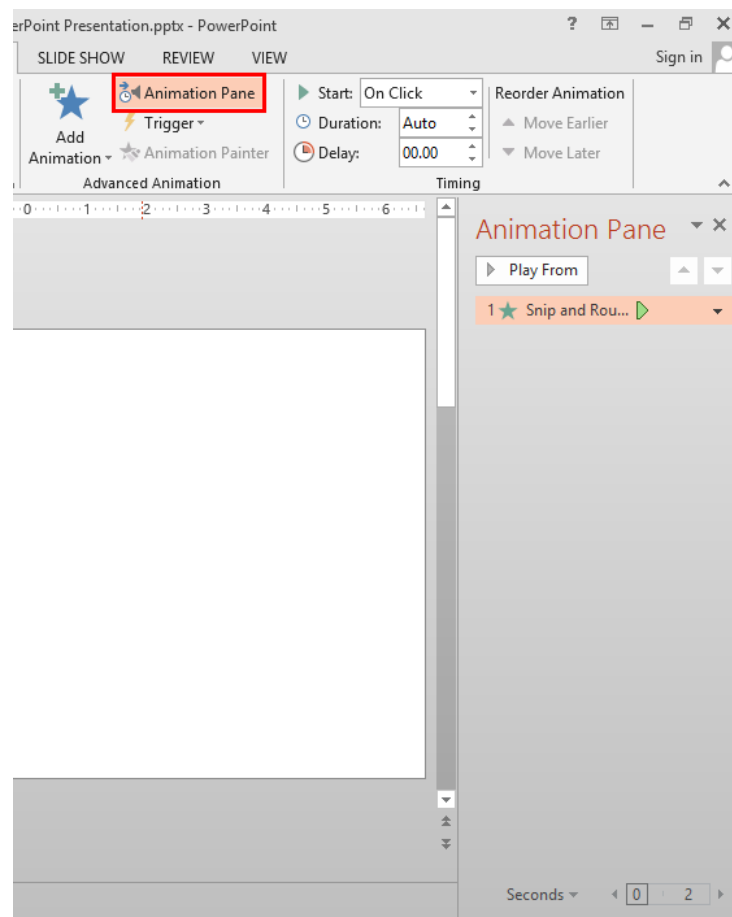 erPoint Presentation.pptx - PowerPoint ?
SLIDE SHOW REVIEW VIEW Sign in
Add Animation
Animation Pane
Trigger
Animation Painter
Advanced Animation
Start: On Click
Duration: Auto
Delay: 00.00
Timing
Reorder Animation
Move Earlier
Move Later
0 1 2 3 4 5 6
Animation Pane
Play From
1 Snip and Rou...
Seconds 0 2